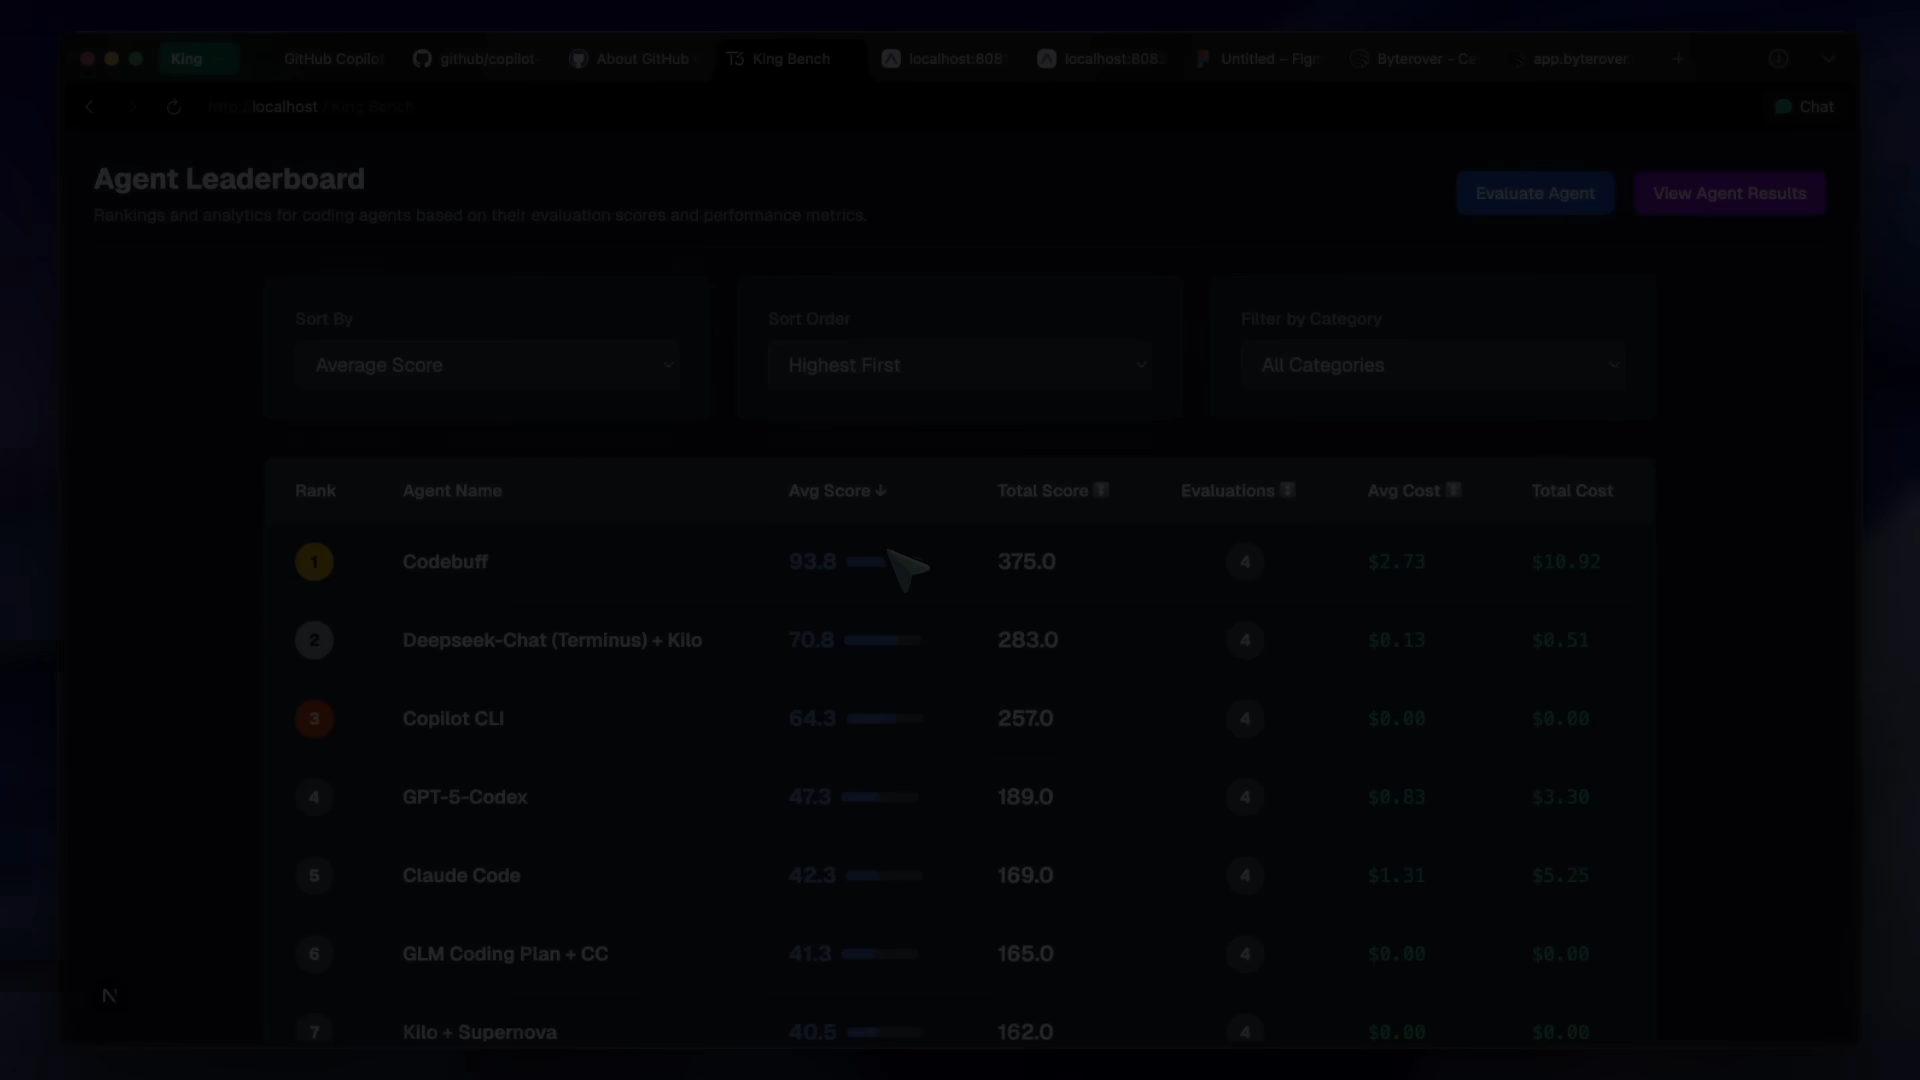 King GitHub Copilot github/copilot- About GitHub King Bench localhost:808 localhost:808 Untitled – Figm Byterover - Ca app.byterover
http://localhost / King Bench Chat
Agent Leaderboard
Rankings and analytics for coding agents based on their evaluation scores and performance metrics.
Evaluate Agent View Agent Results
Sort By Sort Order Filter by Category
Average Score Highest First All Categories
Rank Agent Name Avg Score ↓ Total Score Evaluations Avg Cost Total Cost
1 Codebuff 93.8 375.0 4 $2.73 $10.92
2 Deepseek-Chat (Terminus) + Kilo 70.8 283.0 4 $0.13 $0.51
3 Copilot CLI 64.3 257.0 4 $0.00 $0.00
4 GPT-5-Codex 47.3 189.0 4 $0.83 $3.30
5 Claude Code 42.3 169.0 4 $1.31 $5.25
6 GLM Coding Plan + CC 41.3 165.0 4 $0.00 $0.00
7 Kilo + Supernova 40.5 162.0 4 $0.00 $0.00
N